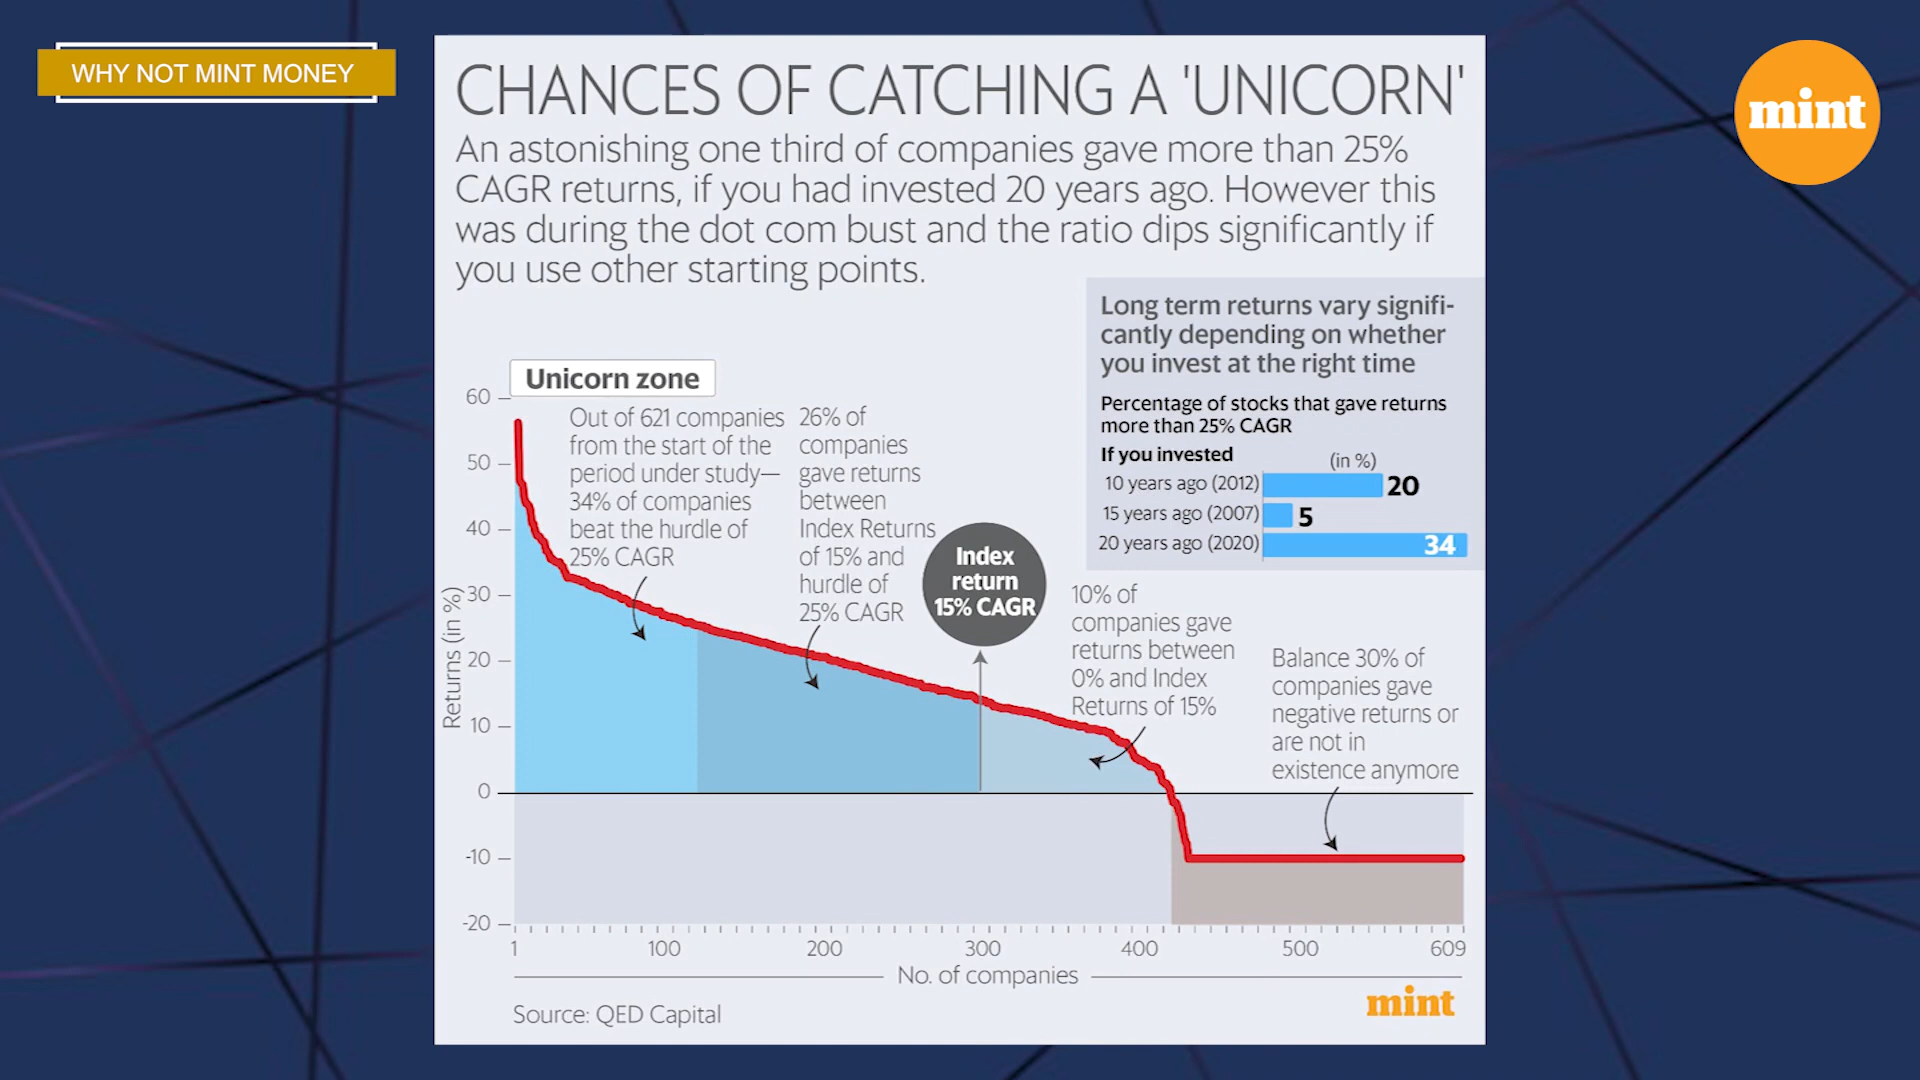 WHY NOT MINT MONEY
mint
CHANCES OF CATCHING A 'UNICORN'
An astonishing one third of companies gave more than 25%
CAGR returns, if you had invested 20 years ago. However this
was during the dot com bust and the ratio dips significantly if
you use other starting points.
Long term returns vary signifi-
cantly depending on whether
you invest at the right time
Percentage of stocks that gave returns
more than 25% CAGR
If you invested
(in %)
10 years ago (2012) 20
15 years ago (2007) 5
20 years ago (2020) 34
Unicorn zone
Out of 621 companies
from the start of the
period under study—
34% of companies
beat the hurdle of
25% CAGR
26% of
companies
gave returns
between
Index Returns
of 15% and
hurdle of
25% CAGR
Index
return
15% CAGR
10% of
companies gave
returns between
0% and Index
Returns of 15%
Balance 30% of
companies gave
negative returns or
are not in
existence anymore
Returns (in %)
60
50
40
30
20
10
0
-10
-20
1 100 200 300 400 500 609
No. of companies
mint
Source: QED Capital